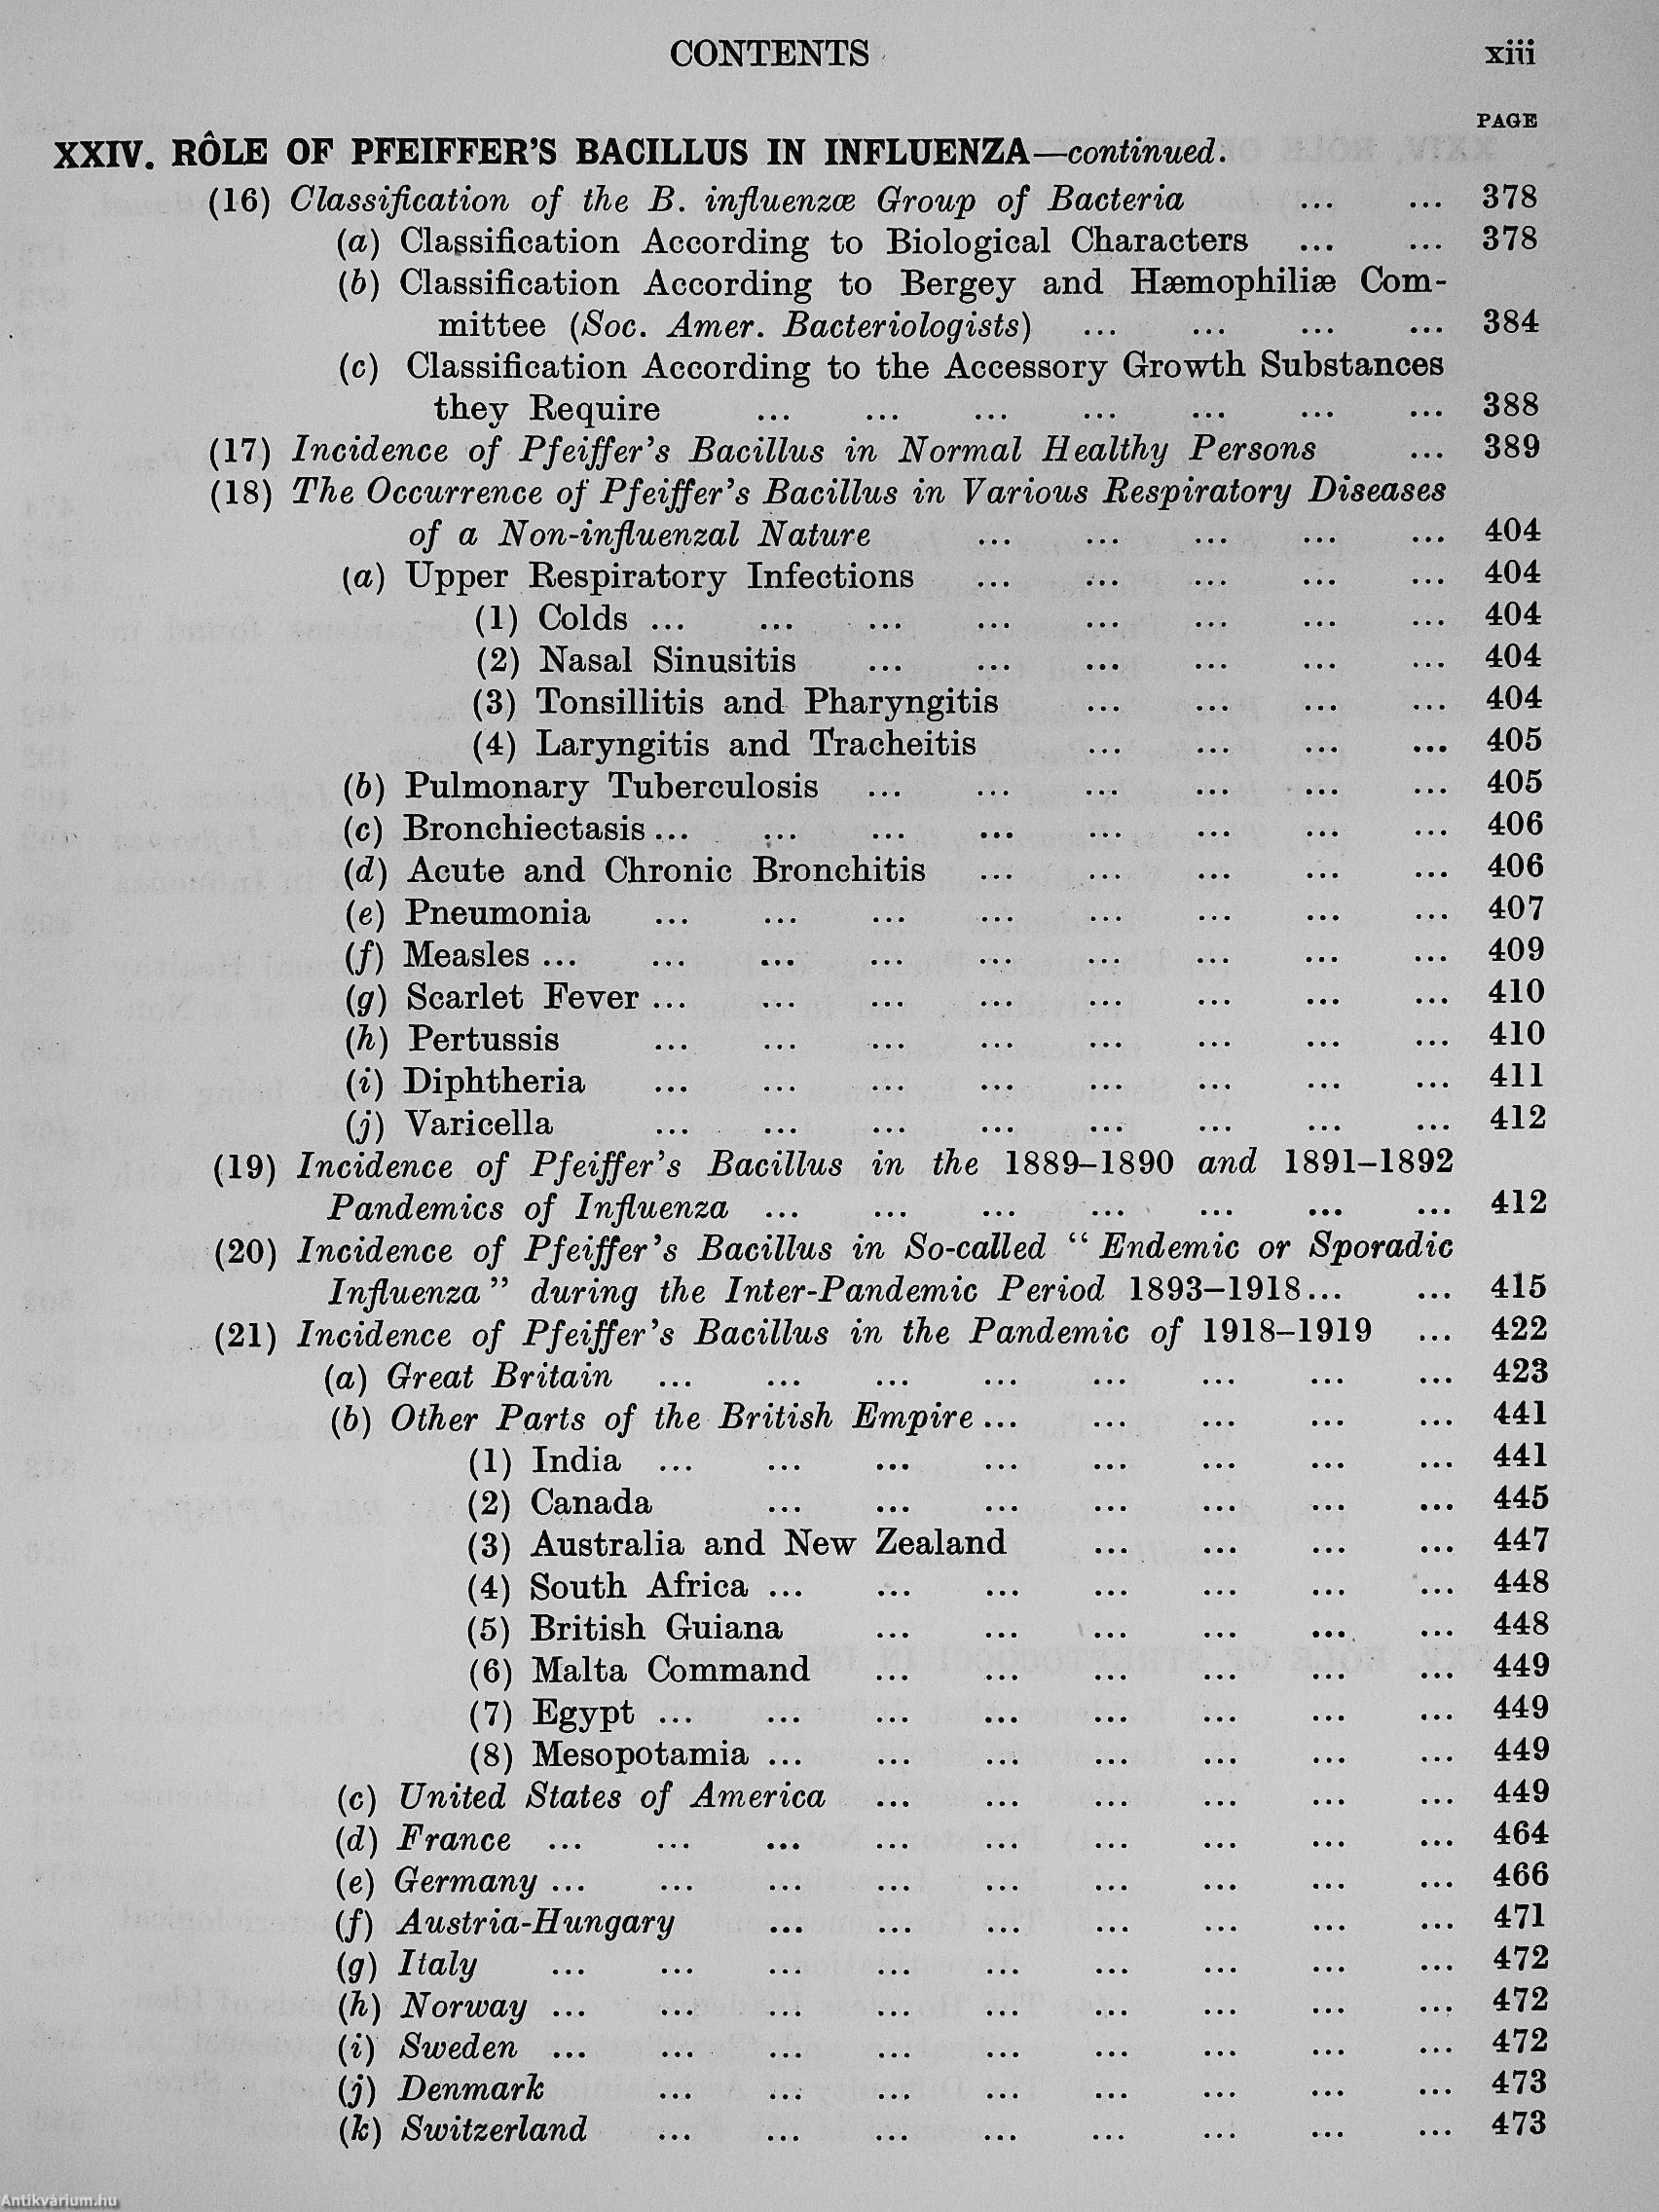 CONTENTS xiii
PAGE
XXIV. RÔLE OF PFEIFFER'S BACILLUS IN INFLUENZA—continued.
(16) Classification of the B. influenzæ Group of Bacteria ... ... 378
(a) Classification According to Biological Characters ... ... 378
(b) Classification According to Bergey and Hæmophiliæ Com-
mittee (Soc. Amer. Bacteriologists) ... ... ... ... 384
(c) Classification According to the Accessory Growth Substances
they Require ... ... ... ... ... ... ... 388
(17) Incidence of Pfeiffer's Bacillus in Normal Healthy Persons ... 389
(18) The Occurrence of Pfeiffer's Bacillus in Various Respiratory Diseases
of a Non-influenzal Nature ... ... ... ... ... 404
(a) Upper Respiratory Infections ... ... ... ... ... 404
(1) Colds ... ... ... ... ... ... ... ... 404
(2) Nasal Sinusitis ... ... ... ... ... ... 404
(3) Tonsillitis and Pharyngitis ... ... ... ... 404
(4) Laryngitis and Tracheitis ... ... ... ... 405
(b) Pulmonary Tuberculosis ... ... ... ... ... ... 405
(c) Bronchiectasis ... ... ... ... ... ... ... ... 406
(d) Acute and Chronic Bronchitis ... ... ... ... ... 406
(e) Pneumonia ... ... ... ... ... ... ... ... 407
(f) Measles ... ... ... ... ... ... ... ... ... 409
(g) Scarlet Fever ... ... ... ... ... ... ... ... 410
(h) Pertussis ... ... ... ... ... ... ... ... 410
(i) Diphtheria ... ... ... ... ... ... ... ... 411
(j) Varicella ... ... ... ... ... ... ... ... 412
(19) Incidence of Pfeiffer's Bacillus in the 1889–1890 and 1891–1892
Pandemics of Influenza ... ... ... ... ... ... ... 412
(20) Incidence of Pfeiffer's Bacillus in So-called “Endemic or Sporadic
Influenza” during the Inter-Pandemic Period 1893–1918 ... ... 415
(21) Incidence of Pfeiffer's Bacillus in the Pandemic of 1918–1919 ... 422
(a) Great Britain ... ... ... ... ... ... ... ... 423
(b) Other Parts of the British Empire ... ... ... ... ... 441
(1) India ... ... ... ... ... ... ... ... 441
(2) Canada ... ... ... ... ... ... ... 445
(3) Australia and New Zealand ... ... ... ... 447
(4) South Africa ... ... ... ... ... ... ... 448
(5) British Guiana ... ... ... ... ... ... 448
(6) Malta Command ... ... ... ... ... ... 449
(7) Egypt ... ... ... ... ... ... ... ... 449
(8) Mesopotamia ... ... ... ... ... ... ... 449
(c) United States of America ... ... ... ... ... ... 449
(d) France ... ... ... ... ... ... ... ... ... 464
(e) Germany ... ... ... ... ... ... ... ... ... 466
(f) Austria-Hungary ... ... ... ... ... ... ... 471
(g) Italy ... ... ... ... ... ... ... ... ... 472
(h) Norway ... ... ... ... ... ... ... ... ... 472
(i) Sweden ... ... ... ... ... ... ... ... ... 472
(j) Denmark ... ... ... ... ... ... ... ... 473
(k) Switzerland ... ... ... ... ... ... ... ... 473
Antikvárium.hu